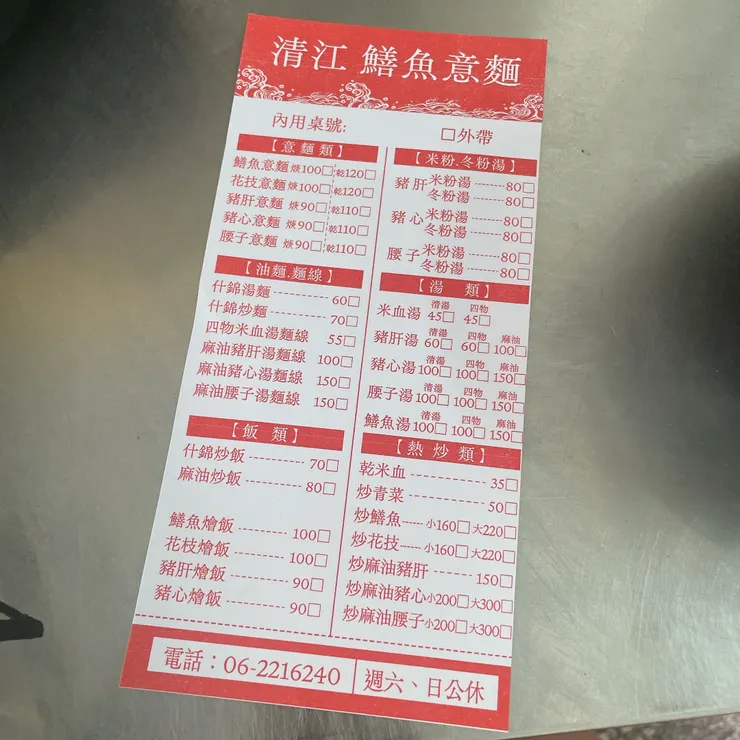 清江 鱔魚意麵
內用桌號:
□外帶
【意麵類】
鱔魚意麵 焿100□ 乾120□
花技意麵 焿100□ 乾120□
豬肝意麵 焿90□ 乾110□
豬心意麵 焿90□ 乾110□
腰子意麵 焿90□ 乾110□
【油麵.麵線】
什錦湯麵 60□
什錦炒麵 70□
四物米血湯麵線 55□
麻油豬肝湯麵線 100□
麻油豬心湯麵線 150□
麻油腰子湯麵線 150□
【飯 類】
什錦炒飯 70□
麻油炒飯 80□
鱔魚燴飯 100□
花枝燴飯 100□
豬肝燴飯 90□
豬心燴飯 90□
【米粉.冬粉湯】
豬肝 米粉湯 80□
冬粉湯 80□
豬心 米粉湯 80□
冬粉湯 80□
腰子 米粉湯 80□
冬粉湯 80□
【湯 類】
清湯 四物
米血湯 45□ 45□
清湯 四物 麻油
豬肝湯 60□ 60□ 100□
清湯 四物 麻油
豬心湯 100□ 100□ 150□
清湯 四物 麻油
腰子湯 100□ 100□ 150□
清湯 四物 麻油
鱔魚湯 100□ 100□ 150□
【熱炒類】
乾米血 35□
炒青菜 50□
炒鱔魚 小160□ 大220□
炒花技 小160□ 大220□
炒麻油豬肝 150□
炒麻油豬心 小200□ 大300□
炒麻油腰子 小200□ 大300□
電話：06-2216240
週六、日公休